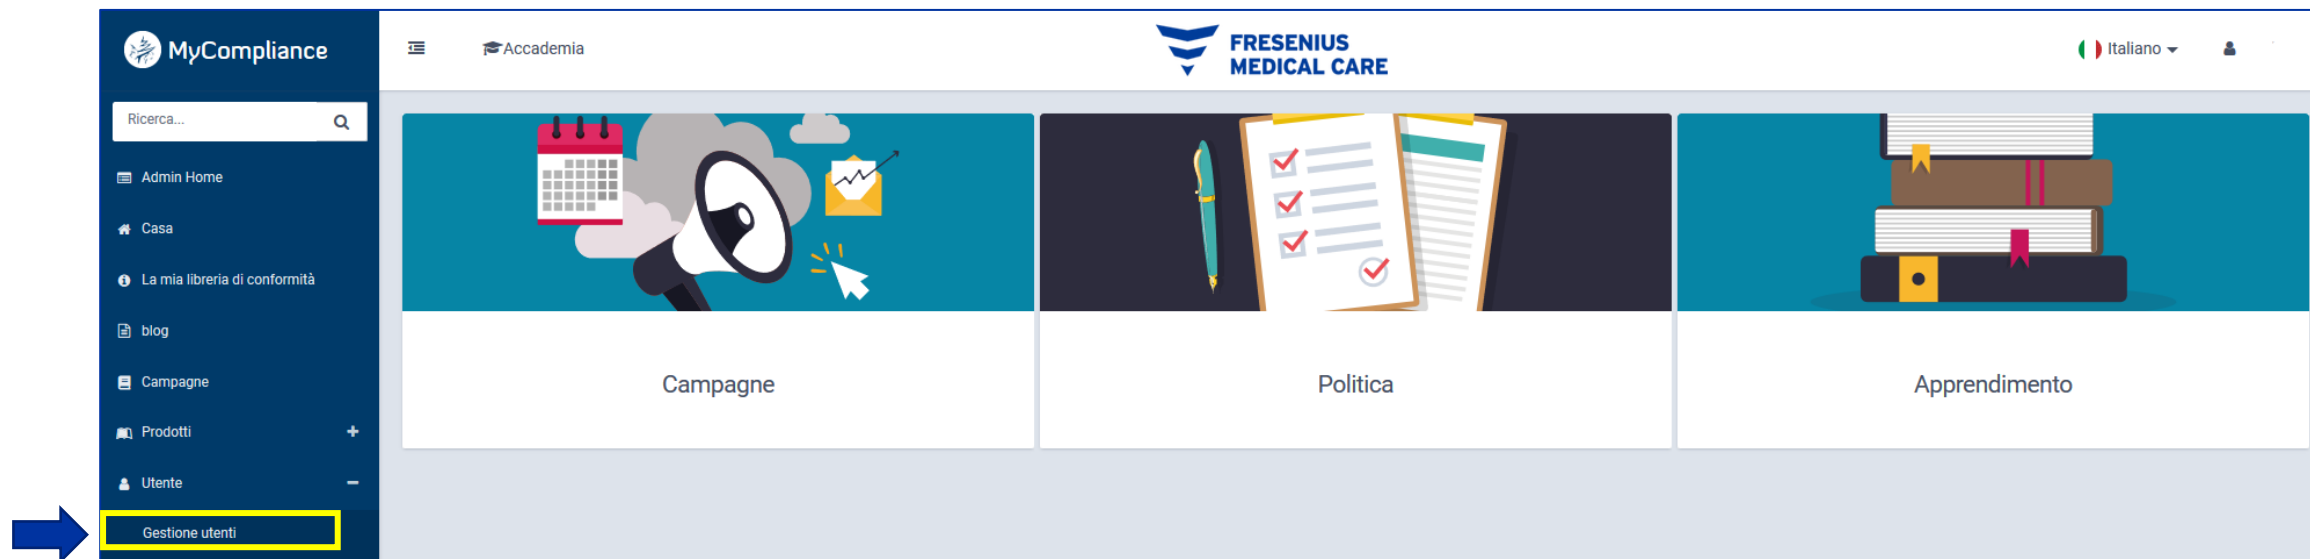 MyCompliance
Accademia
FRESENIUS
MEDICAL CARE
Italiano
Ricerca...
Admin Home
Casa
La mia libreria di conformità
blog
Campagne
Prodotti
Utente
Gestione utenti
Campagne
Politica
Apprendimento